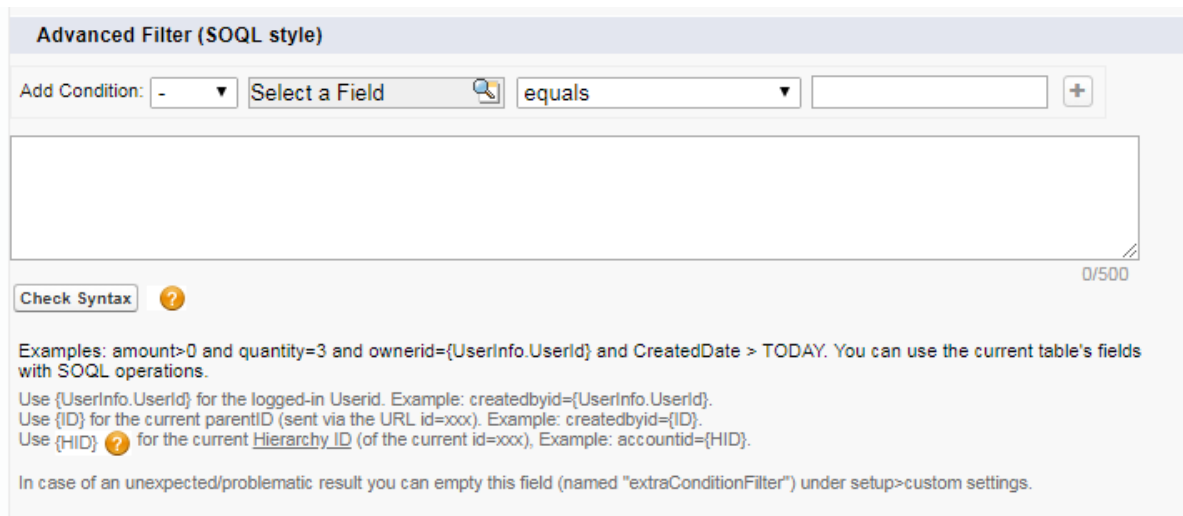 Advanced Filter (SOQL style)
Add Condition: - Select a Field equals +
0/500
Check Syntax ?
Examples: amount>0 and quantity=3 and ownerid={UserInfo.UserId} and CreatedDate > TODAY. You can use the current table's fields
with SOQL operations.
Use {UserInfo.UserId} for the logged-in Userid. Example: createdbyid={UserInfo.UserId}.
Use {ID} for the current parentID (sent via the URL id=xxx). Example: createdbyid={ID}.
Use {HID} ? for the current Hierarchy ID (of the current id=xxx), Example: accountid={HID}.
In case of an unexpected/problematic result you can empty this field (named "extraConditionFilter") under setup>custom settings.